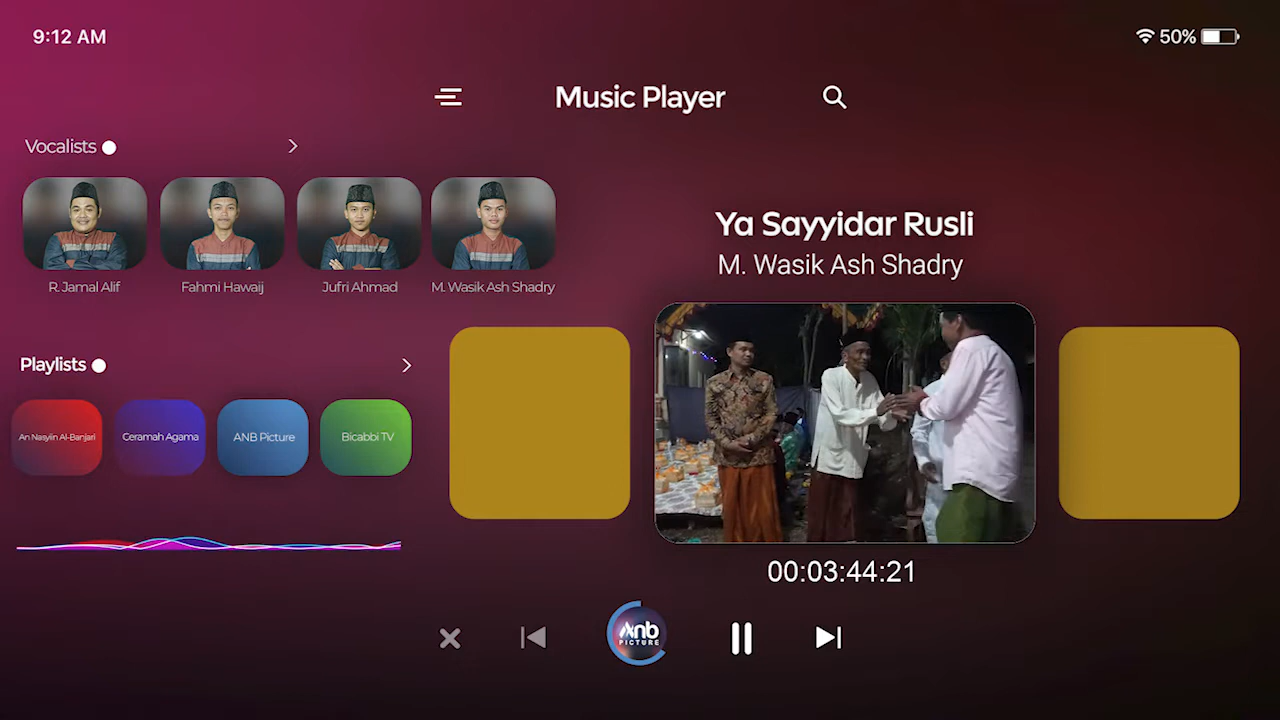 9:12 AM
50%
Music Player
Vocalists
R. Jamal Alif
Fahmi Hawaij
Jufri Ahmad
M. Wasik Ash Shadry
Ya Sayyidar Rusli
M. Wasik Ash Shadry
Playlists
An Nasyiin Al-Banjari
Ceramah Agama
ANB Picture
Bicabbi TV
00:03:44:21
Anb
PICTURE